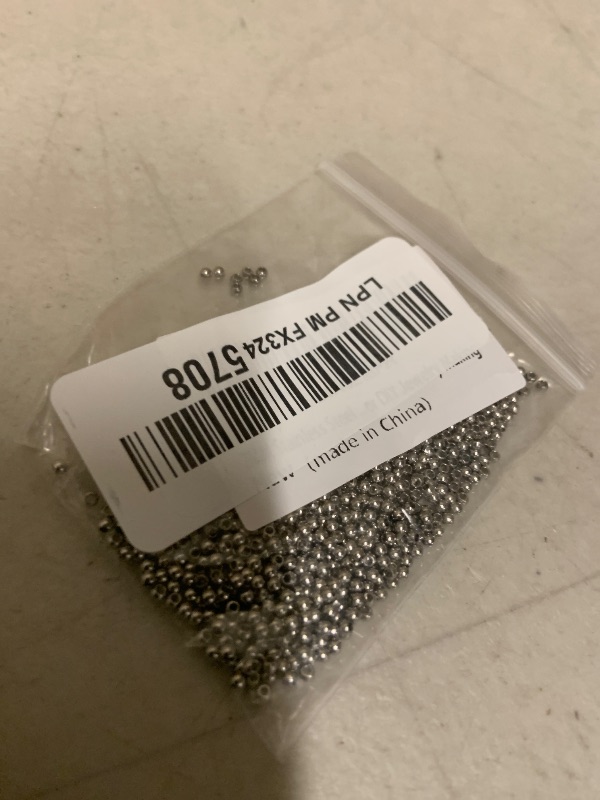 LPN PM FX3245708
(made in China)